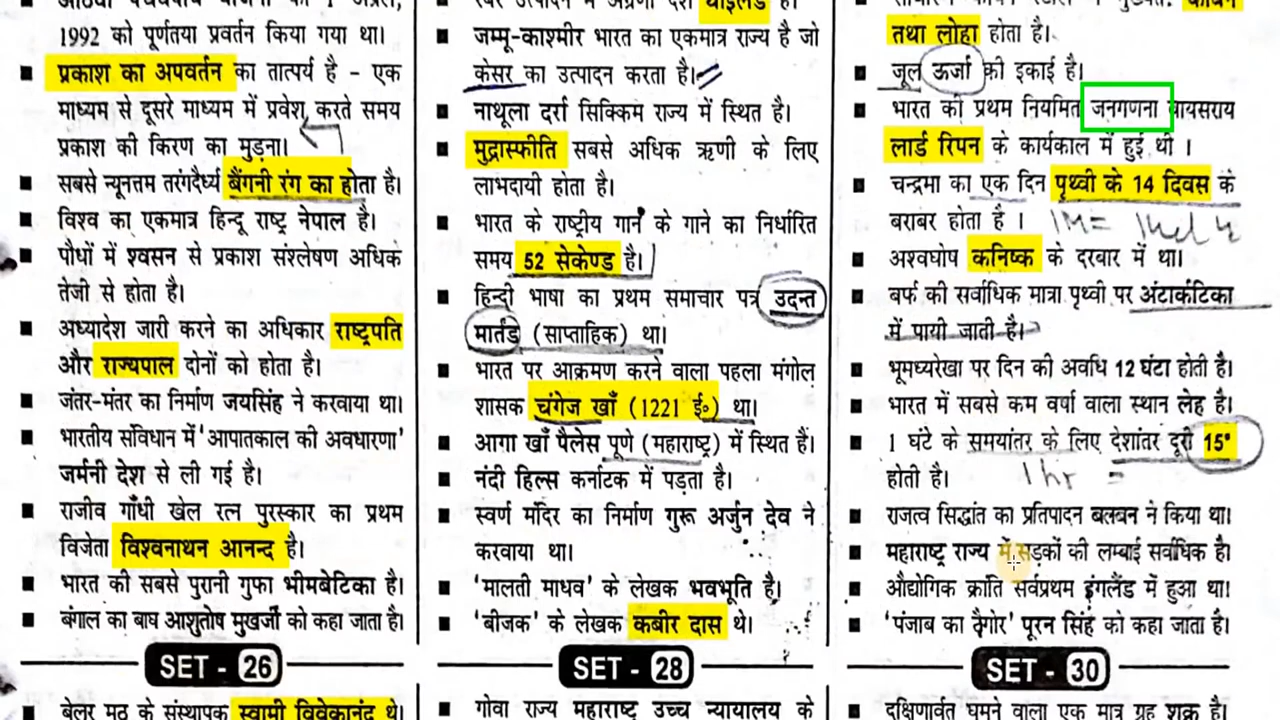 1992 को पूर्णतया प्रवर्तन किया गया था।
प्रकाश का अपवर्तन का तात्पर्य है - एक
माध्यम से दूसरे माध्यम में प्रवेश करते समय
प्रकाश की किरण का मुड़ना।
सबसे न्यूनतम तरंगदैर्ध्य बैंगनी रंग का होता है।
विश्व का एकमात्र हिन्दू राष्ट्र नेपाल है।
पौधों में श्वसन से प्रकाश संश्लेषण अधिक
तेजी से होता है।
अध्यादेश जारी करने का अधिकार राष्ट्रपति
और राज्यपाल दोनों को होता है।
जंतर-मंतर का निर्माण जयसिंह ने करवाया था।
भारतीय संविधान में 'आपातकाल की अवधारणा'
जर्मनी देश से ली गई है।
राजीव गाँधी खेल रत्न पुरस्कार का प्रथम
विजेता विश्वनाथन आनन्द है।
भारत की सबसे पुरानी गुफा भीमबेटिका है।
बंगाल का बाघ आशुतोष मुखर्जी को कहा जाता है।
SET - 26
बेलूर मठ के संस्थापक स्वामी विवेकानंद थे।
रबर उत्पादन में अग्रणी देश थाईलैंड है।
जम्मू-काश्मीर भारत का एकमात्र राज्य है जो
केसर का उत्पादन करता है।
नाथूला दर्रा सिक्किम राज्य में स्थित है।
मुद्रास्फीति सबसे अधिक ऋणी के लिए
लाभदायी होता है।
भारत के राष्ट्रीय गान के गाने का निर्धारित
समय 52 सेकेण्ड है।
हिन्दी भाषा का प्रथम समाचार पत्र उदन्त
मार्तंड (साप्ताहिक) था।
भारत पर आक्रमण करने वाला पहला मंगोल
शासक चंगेज खाँ (1221 ई॰) था।
आगा खाँ पैलेस पूणे (महाराष्ट्र) में स्थित हैं।
नंदी हिल्स कर्नाटक में पड़ता है।
स्वर्ण मंदिर का निर्माण गुरू अर्जुन देव ने
करवाया था।
'मालती माधव' के लेखक भवभूति है।
'बीजक' के लेखक कबीर दास थे।
SET - 28
गोवा राज्य महाराष्ट्र उच्च न्यायालय के
तथा लोहा होता है।
जूल ऊर्जा की इकाई है।
भारत की प्रथम नियमित जनगणना वायसराय
लार्ड रिपन के कार्यकाल में हुई थी ।
चन्द्रमा का एक दिन पृथ्वी के 14 दिवस के
बराबर होता है ।
अश्वघोष कनिष्क के दरबार में था।
बर्फ की सर्वाधिक मात्रा पृथ्वी पर अंटार्कटिका
में पायी जाती है।
भूमध्यरेखा पर दिन की अवधि 12 घंटा होती है।
भारत में सबसे कम वर्षा वाला स्थान लेह है।
1 घंटे के समयांतर के लिए देशांतर दूरी 15°
होती है। 1 hr =
राजत्व सिद्धांत का प्रतिपादन बलबन ने किया था।
महाराष्ट्र राज्य में सड़कों की लम्बाई सर्वाधिक है।
औद्योगिक क्रांति सर्वप्रथम इंगलैंड में हुआ था।
'पंजाब का टैगोर' पूरन सिंह को कहा जाता है।
SET - 30
दक्षिणावर्त घूमने वाला एक मात्र ग्रह शुक्र है।